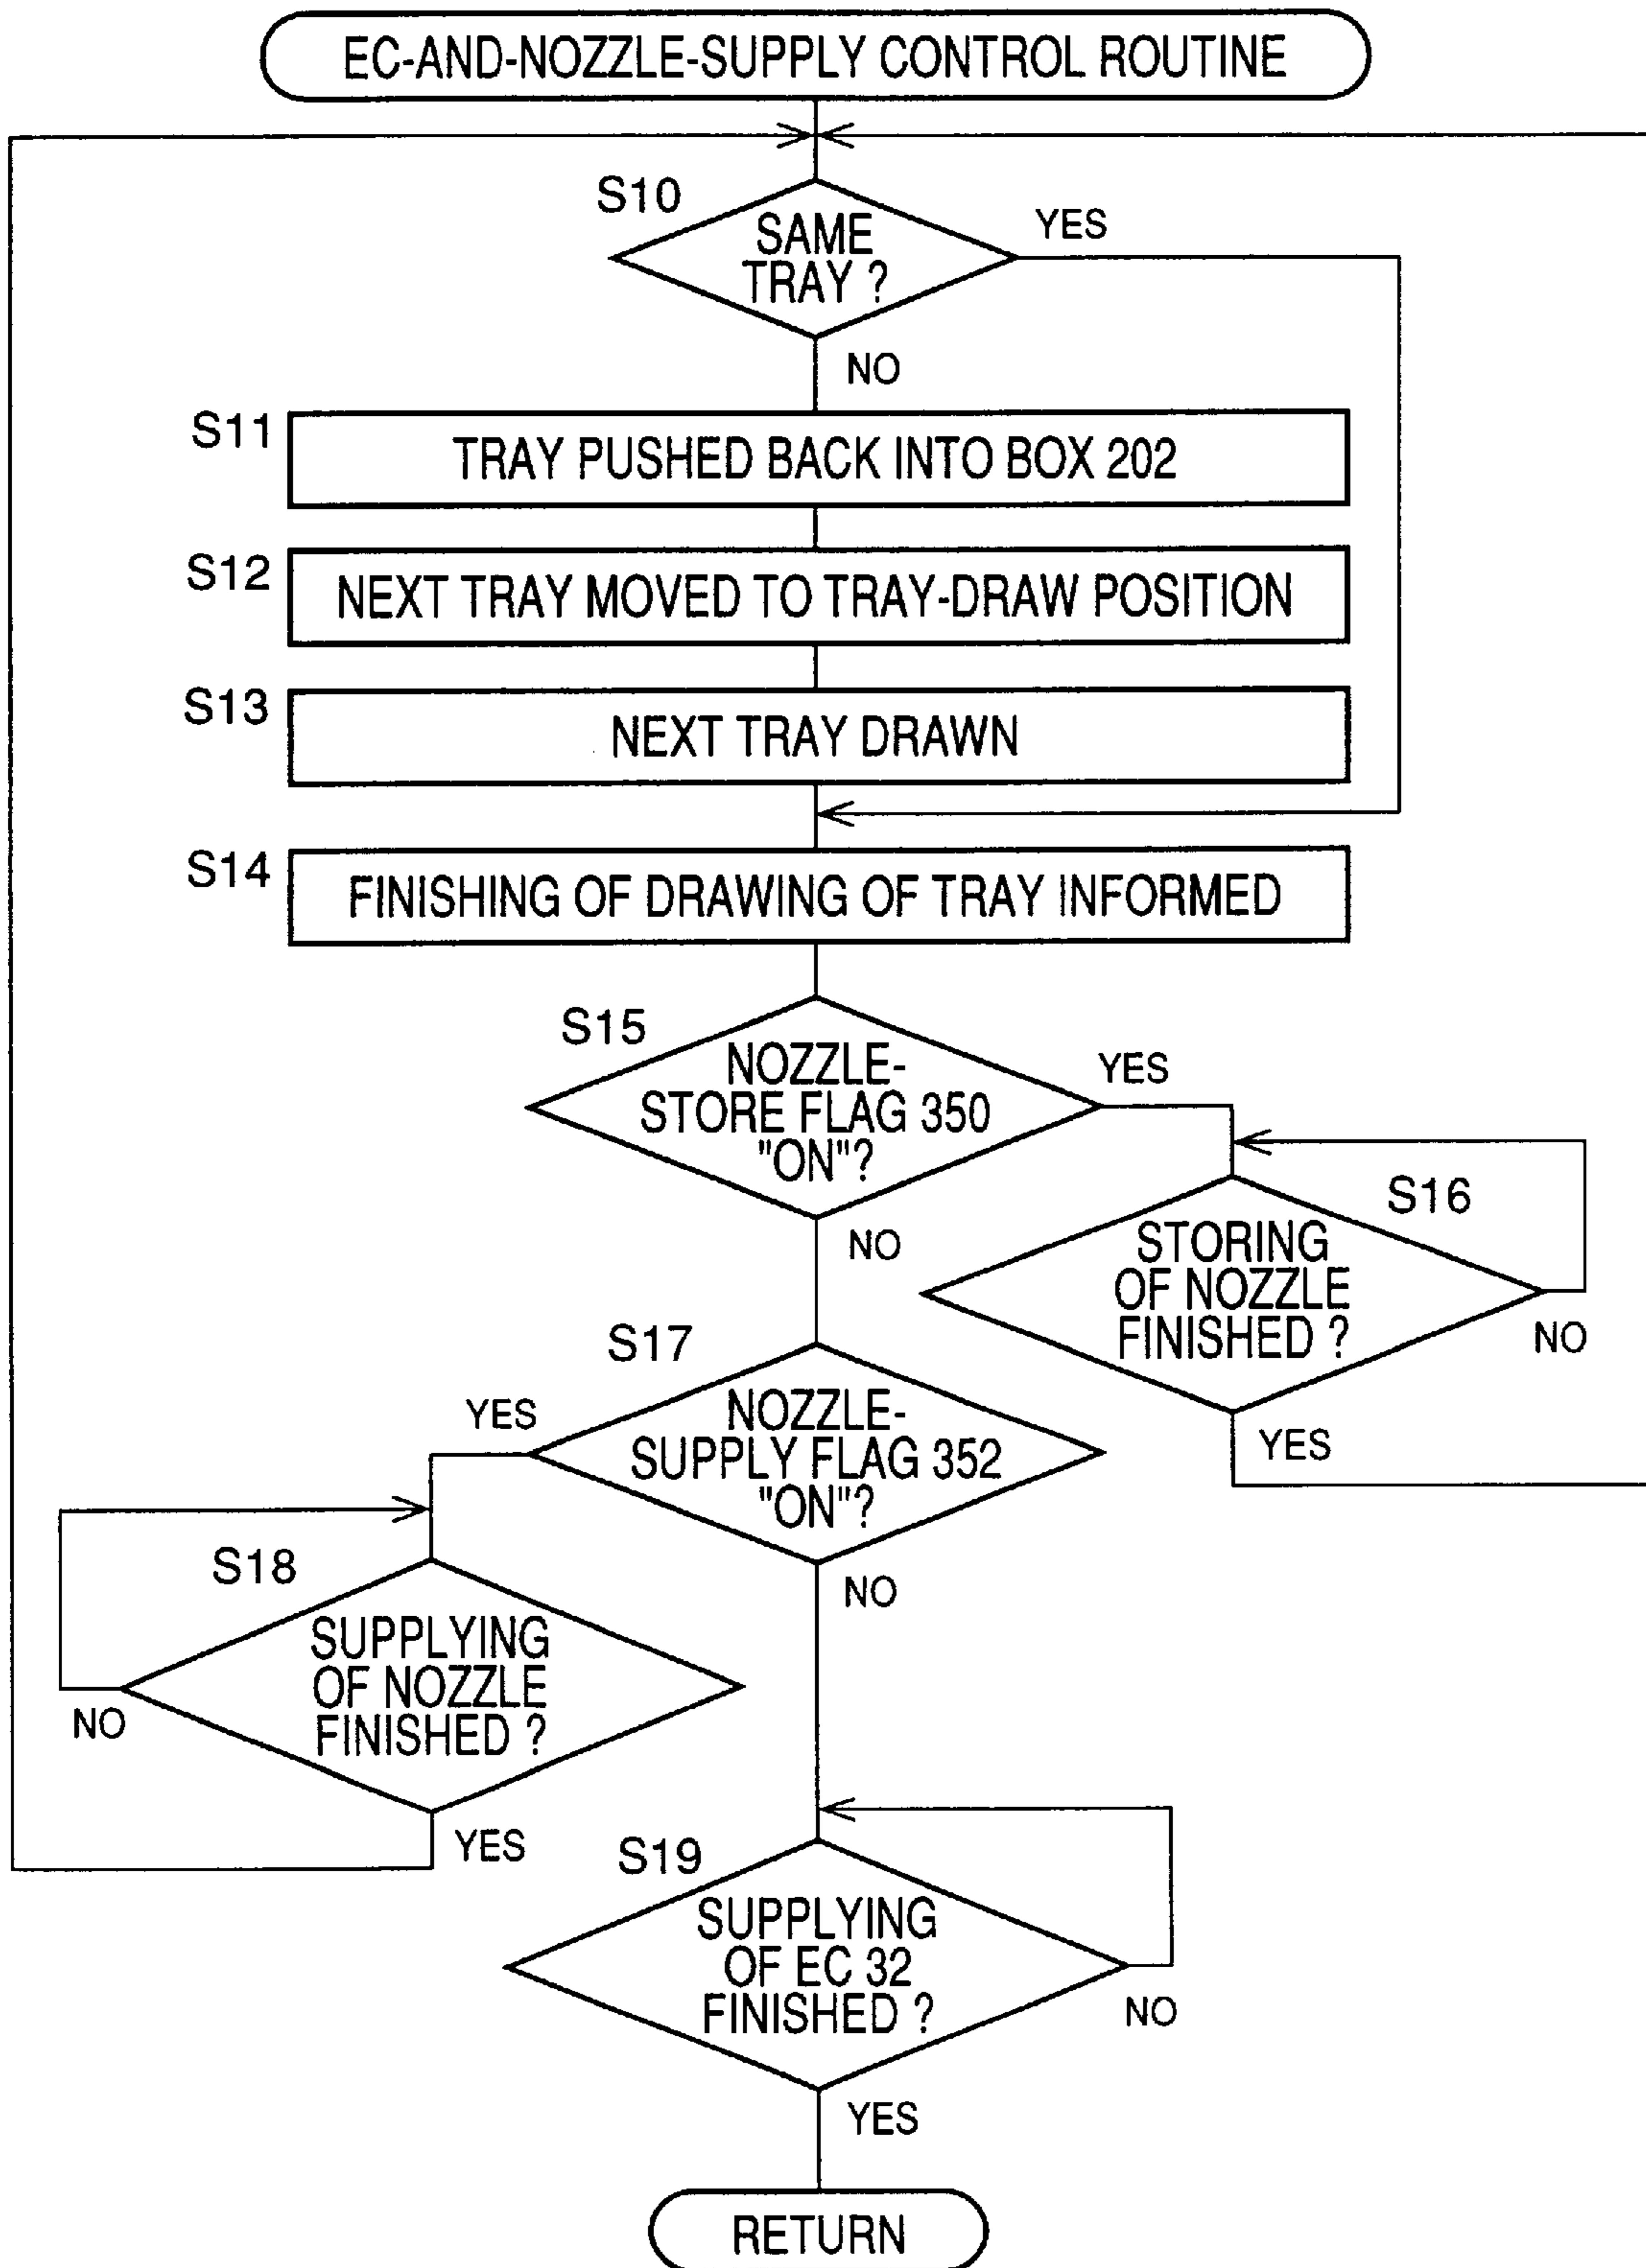 EC-AND-NOZZLE-SUPPLY CONTROL ROUTINE
S10
SAME
TRAY ?
YES
NO
S11
TRAY PUSHED BACK INTO BOX 202
S12
NEXT TRAY MOVED TO TRAY-DRAW POSITION
S13
NEXT TRAY DRAWN
S14
FINISHING OF DRAWING OF TRAY INFORMED
S15
NOZZLE-
STORE FLAG 350
"ON"?
YES
NO
S16
STORING
OF NOZZLE
FINISHED ?
NO
YES
S17
NOZZLE-
SUPPLY FLAG 352
"ON"?
YES
NO
S18
SUPPLYING
OF NOZZLE
FINISHED ?
NO
YES
S19
SUPPLYING
OF EC 32
FINISHED ?
NO
YES
RETURN